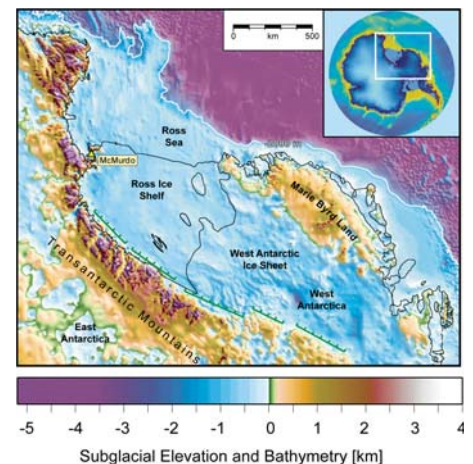 0 500
km
Ross
Sea
McMurdo
Ross Ice
Shelf
Marie Byrd Land
West Antarctic
Ice Sheet
West
Antarctica
Transantarctic Mountains
East
Antarctica
-5 -4 -3 -2 -1 0 1 2 3 4
Subglacial Elevation and Bathymetry [km]